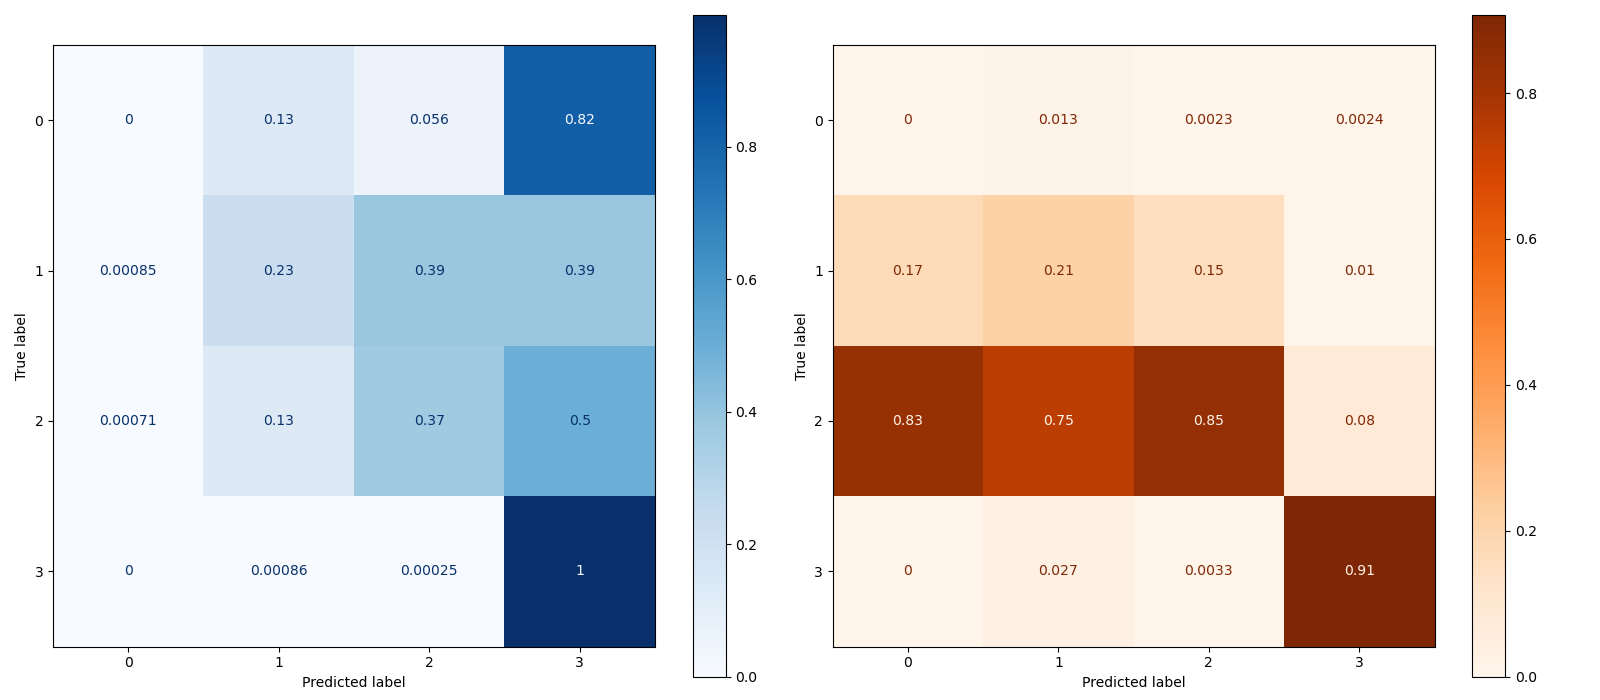 0 0.13 0.056 0.82
0
0.00085 0.23 0.39 0.39
1
0.00071 0.13 0.37 0.5
2
0 0.00086 0.00025 1
3
0 1 2 3
True label
Predicted label
0.8
0.6
0.4
0.2
0.0
0 0.013 0.0023 0.0024
0
0.17 0.21 0.15 0.01
1
0.83 0.75 0.85 0.08
2
0 0.027 0.0033 0.91
3
0 1 2 3
True label
Predicted label
0.8
0.6
0.4
0.2
0.0